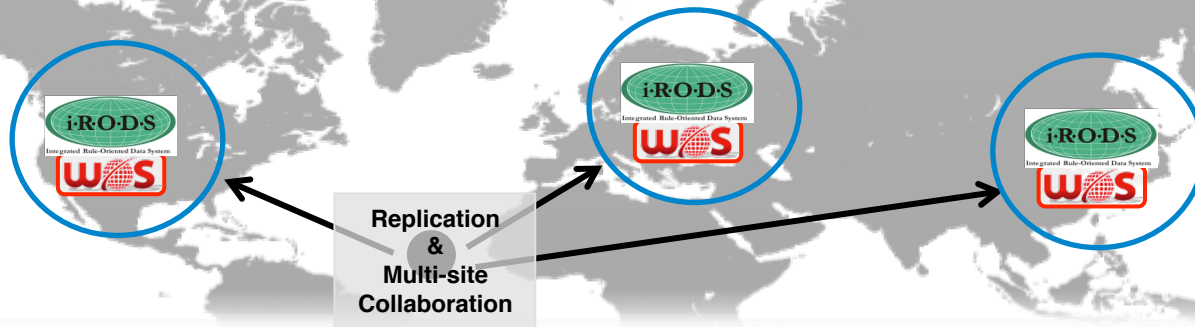 i·R·O·D·S
Integrated Rule-Oriented Data System
WOS
i·R·O·D·S
Integrated Rule-Oriented Data System
WOS
i·R·O·D·S
Integrated Rule-Oriented Data System
WOS
Replication
&
Multi-site
Collaboration